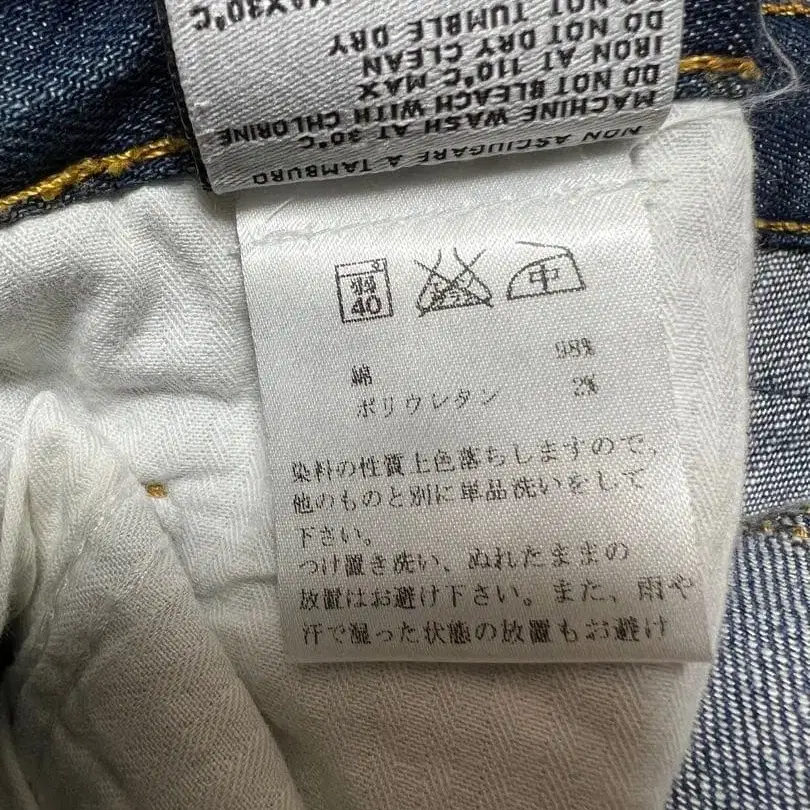 MAX30°C
DO NOT TUMBLE DRY
DO NOT DRY CLEAN
IRON AT 110°C MAX
DO NOT BLEACH WITH CHLORINE
MACHINE WASH AT 30°C
NON ASCIUGARE A TAMBURO
弱
40
中
綿 98%
ポリウレタン 2%
染料の性質上色落ちしますので、
他のものと別に単品洗いをして
下さい。
つけ置き洗い、ぬれたままの
放置はお避け下さい。また、雨や
汗で湿った状態の放置もお避け